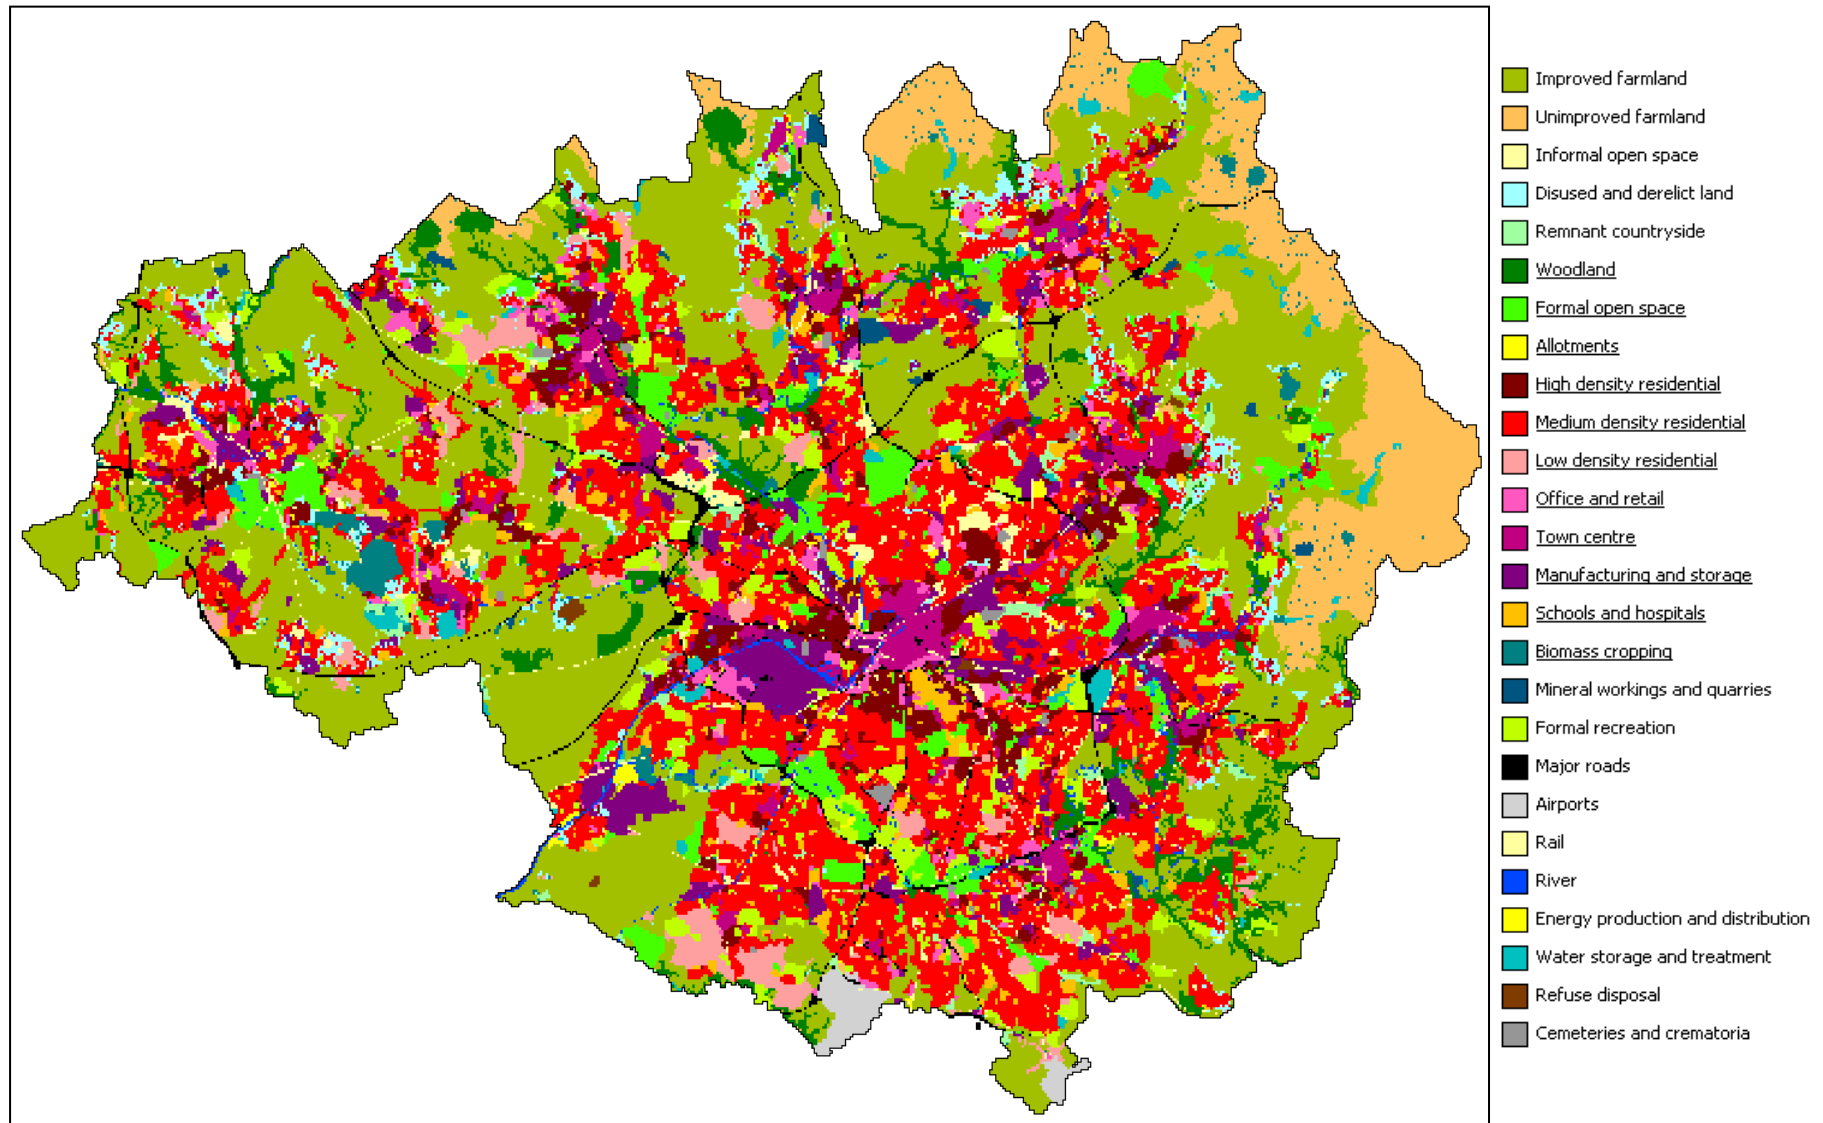 Improved farmland
Unimproved farmland
Informal open space
Disused and derelict land
Remnant countryside
Woodland
Formal open space
Allotments
High density residential
Medium density residential
Low density residential
Office and retail
Town centre
Manufacturing and storage
Schools and hospitals
Biomass cropping
Mineral workings and quarries
Formal recreation
Major roads
Airports
Rail
River
Energy production and distribution
Water storage and treatment
Refuse disposal
Cemeteries and crematoria